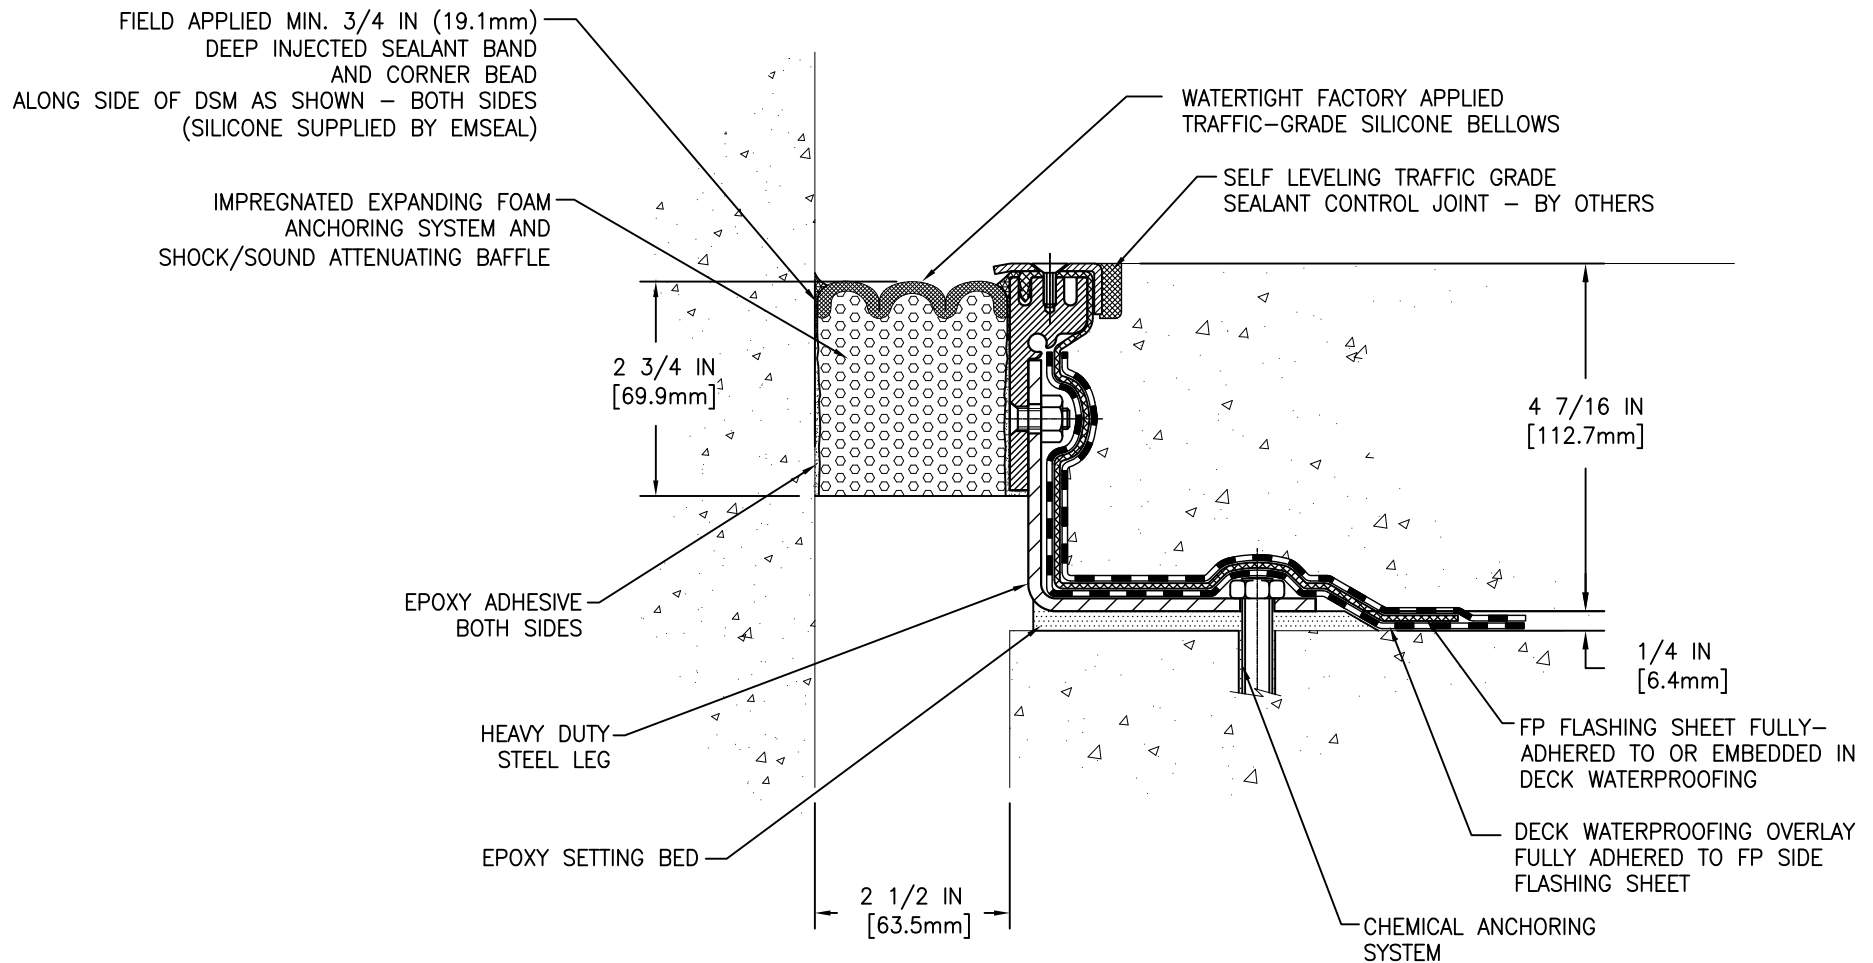 FIELD APPLIED MIN. 3/4 IN (19.1mm)
DEEP INJECTED SEALANT BAND
AND CORNER BEAD
ALONG SIDE OF DSM AS SHOWN – BOTH SIDES
(SILICONE SUPPLIED BY EMSEAL)
WATERTIGHT FACTORY APPLIED
TRAFFIC–GRADE SILICONE BELLOWS
SELF LEVELING TRAFFIC GRADE
SEALANT CONTROL JOINT – BY OTHERS
IMPREGNATED EXPANDING FOAM
ANCHORING SYSTEM AND
SHOCK/SOUND ATTENUATING BAFFLE
2 3/4 IN
[69.9mm]
4 7/16 IN
[112.7mm]
EPOXY ADHESIVE
BOTH SIDES
1/4 IN
[6.4mm]
HEAVY DUTY
STEEL LEG
FP FLASHING SHEET FULLY–
ADHERED TO OR EMBEDDED IN
DECK WATERPROOFING
DECK WATERPROOFING OVERLAY
FULLY ADHERED TO FP SIDE
FLASHING SHEET
EPOXY SETTING BED
2 1/2 IN
[63.5mm]
CHEMICAL ANCHORING
SYSTEM